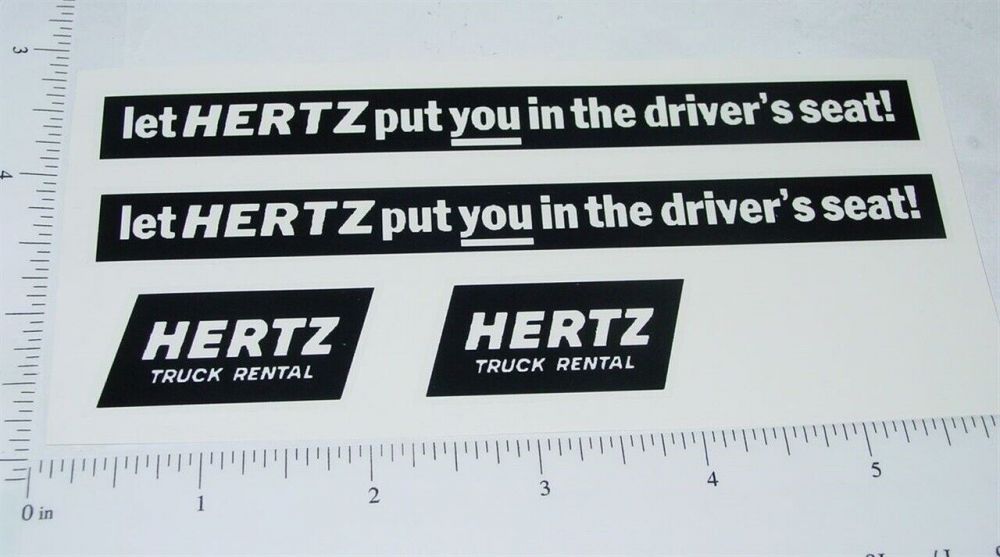 3
4
let HERTZ put you in the driver's seat!
let HERTZ put you in the driver's seat!
HERTZ
TRUCK RENTAL
HERTZ
TRUCK RENTAL
0 in 1 2 3 4 5